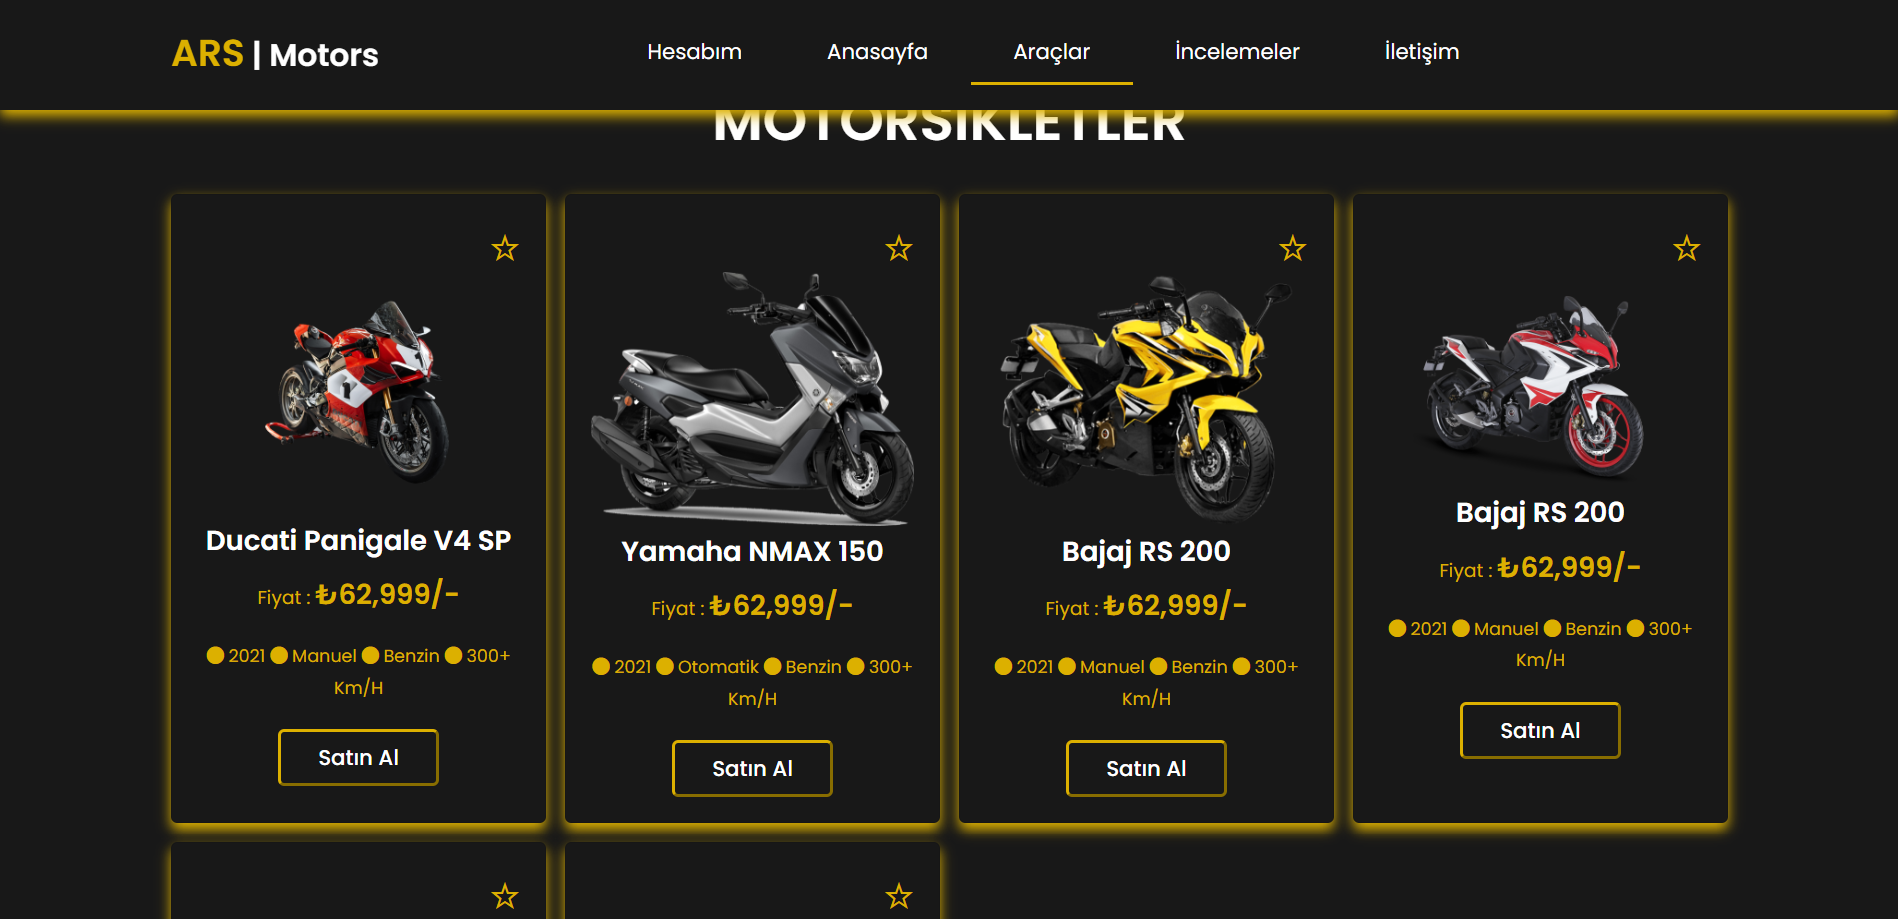 ARS | Motors
Hesabım
Anasayfa
Araçlar
İncelemeler
İletişim
MOTORSİKLETLER
Ducati Panigale V4 SP
Fiyat : ₺62,999/-
2021 Manuel Benzin 300+
Km/H
Satın Al
Yamaha NMAX 150
Fiyat : ₺62,999/-
2021 Otomatik Benzin 300+
Km/H
Satın Al
Bajaj RS 200
Fiyat : ₺62,999/-
2021 Manuel Benzin 300+
Km/H
Satın Al
Bajaj RS 200
Fiyat : ₺62,999/-
2021 Manuel Benzin 300+
Km/H
Satın Al